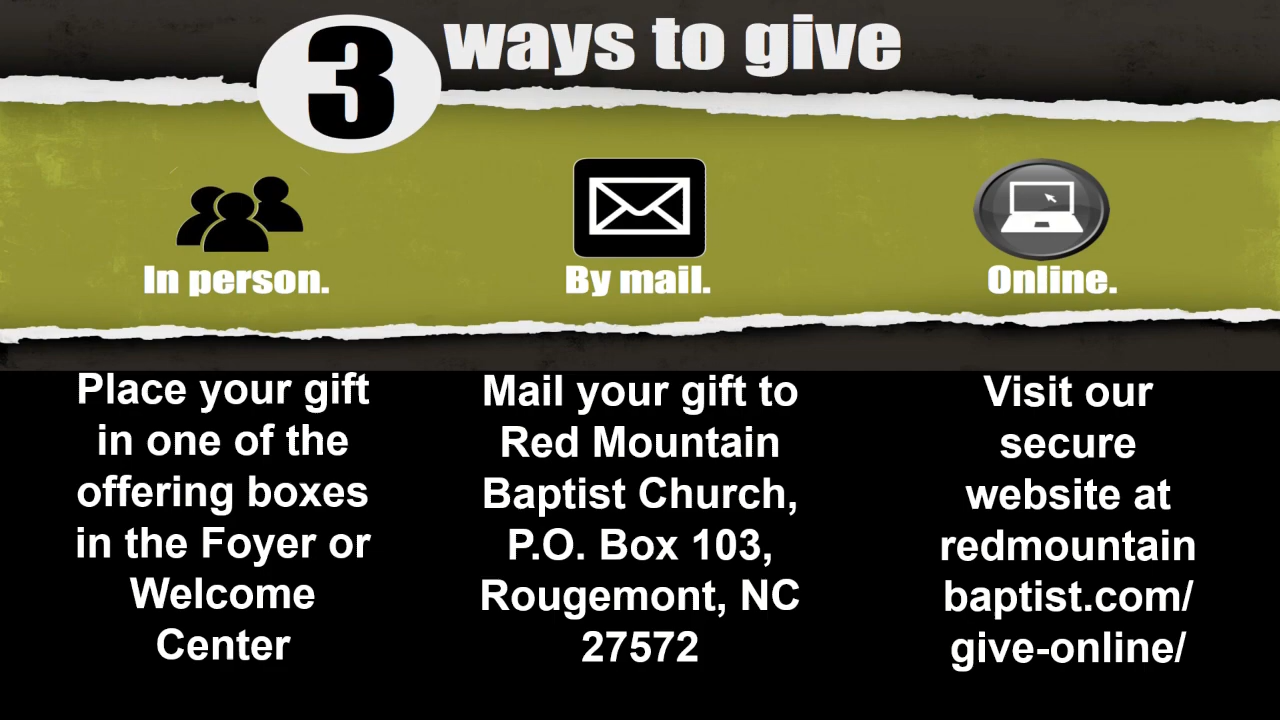 3 ways to give
In person.
By mail.
Online.
Place your gift
in one of the
offering boxes
in the Foyer or
Welcome
Center
Mail your gift to
Red Mountain
Baptist Church,
P.O. Box 103,
Rougemont, NC
27572
Visit our
secure
website at
redmountain
baptist.com/
give-online/